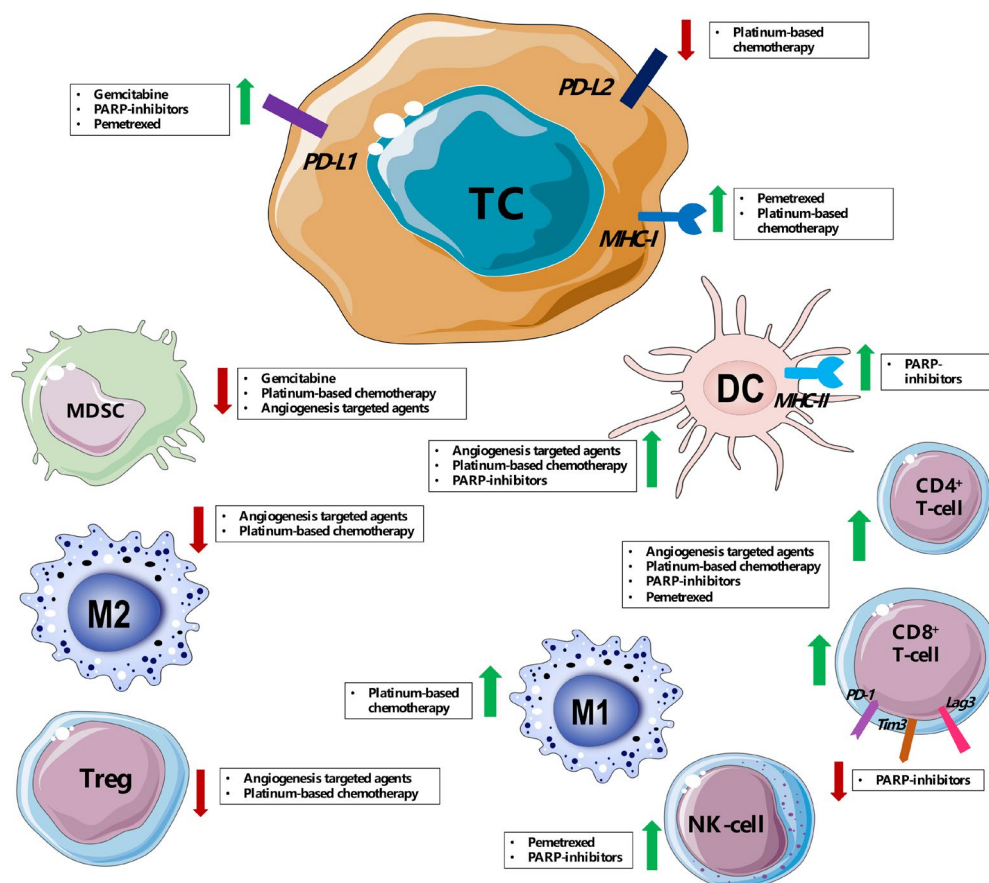 • Platinum-based
chemotherapy
PD-L2
• Gemcitabine
• PARP-inhibitors
• Pemetrexed
PD-L1
TC
MHC-I
• Pemetrexed
• Platinum-based
chemotherapy
MDSC
• Gemcitabine
• Platinum-based chemotherapy
• Angiogenesis targeted agents
DC
MHC-II
• PARP-
inhibitors
• Angiogenesis targeted agents
• Platinum-based chemotherapy
• PARP-inhibitors
CD4+
T-cell
• Angiogenesis targeted agents
• Platinum-based chemotherapy
M2
• Angiogenesis targeted agents
• Platinum-based chemotherapy
• PARP-inhibitors
• Pemetrexed
CD8+
T-cell
PD-1
Tim3
Lag3
• Platinum-based
chemotherapy
M1
Treg
• Angiogenesis targeted agents
• Platinum-based chemotherapy
• PARP-inhibitors
NK-cell
• Pemetrexed
• PARP-inhibitors